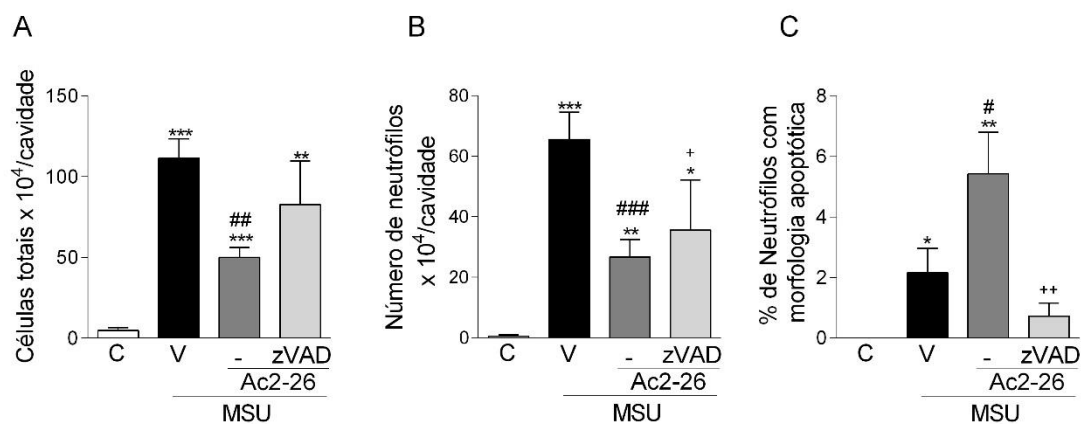 A
Células totais x 10⁴/cavidade
150
100
50
0
***
##
***
**
C
V
-
zVAD
Ac2-26
MSU
B
Número de neutrófilos
x 10⁴/cavidade
80
60
40
20
0
***
###
**
+
*
C
V
-
zVAD
Ac2-26
MSU
C
% de Neutrófilos com
morfologia apoptótica
8
6
4
2
0
*
#
**
++
C
V
-
zVAD
Ac2-26
MSU